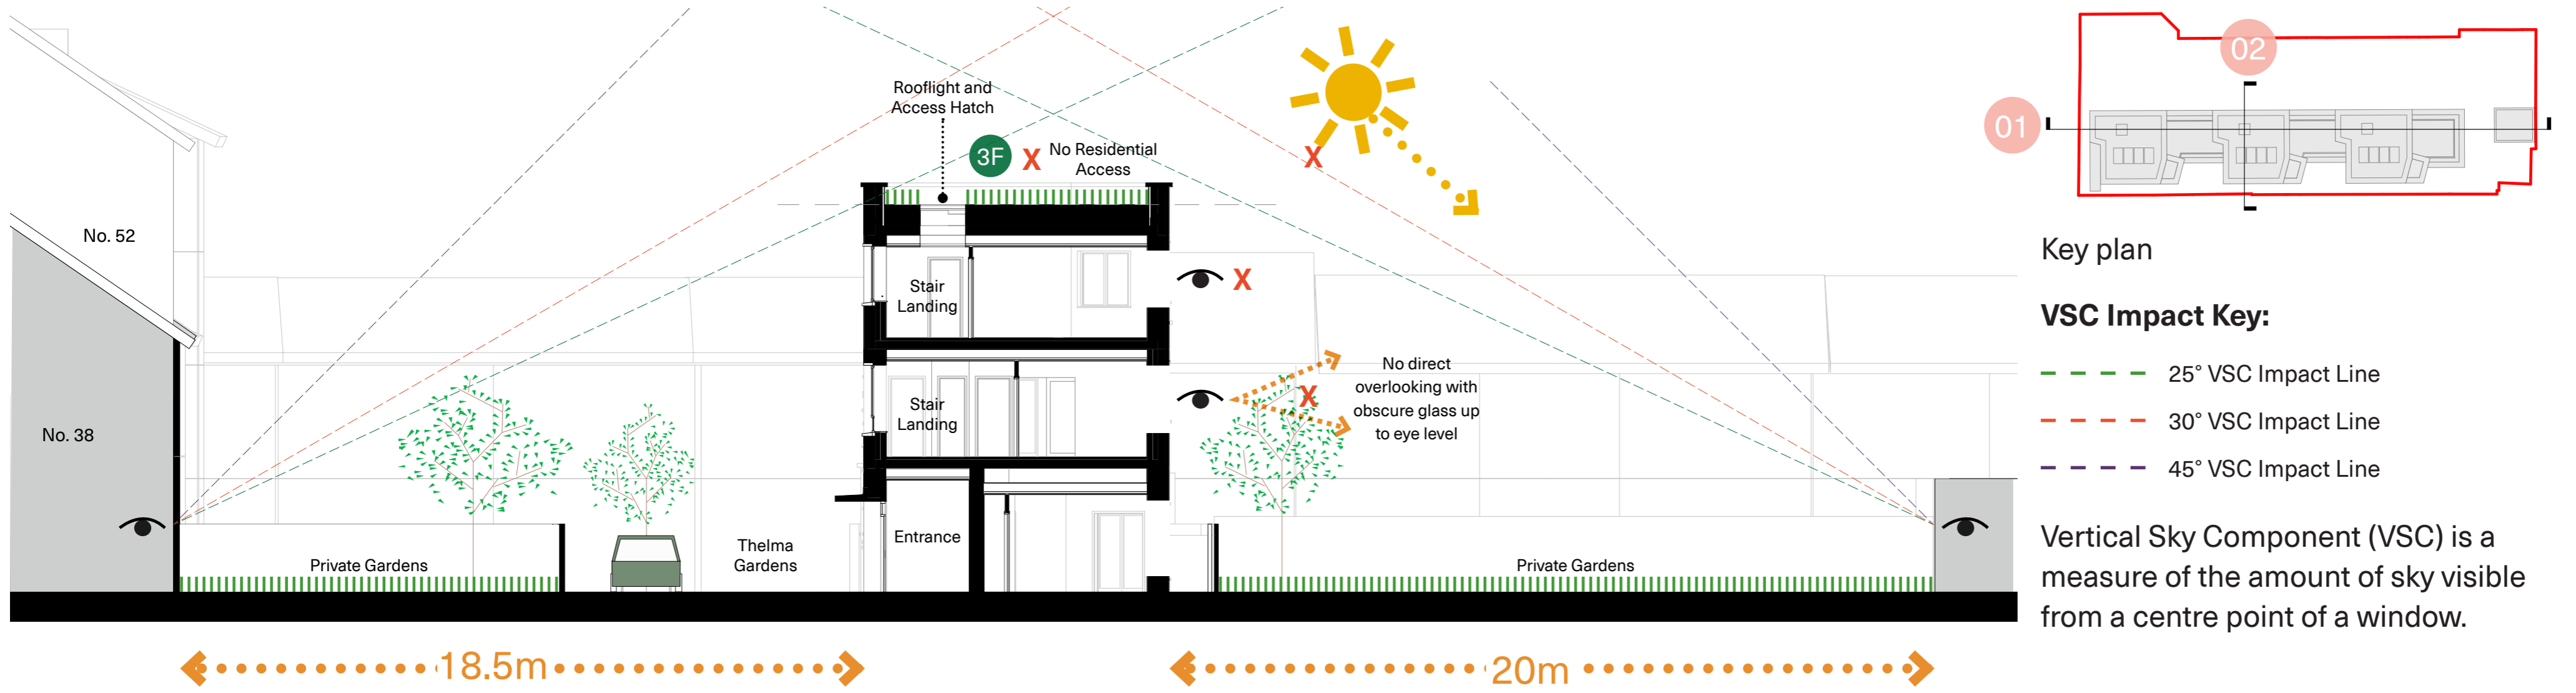 Rooflight and
Access Hatch
3F
X
No Residential
Access
X
No. 52
No. 38
Stair
Landing
X
Stair
Landing
X
No direct
overlooking with
obscure glass up
to eye level
Entrance
Private Gardens
Thelma
Gardens
Private Gardens
18.5m
20m
01
02
Key plan
VSC Impact Key:
25° VSC Impact Line
30° VSC Impact Line
45° VSC Impact Line
Vertical Sky Component (VSC) is a
measure of the amount of sky visible
from a centre point of a window.